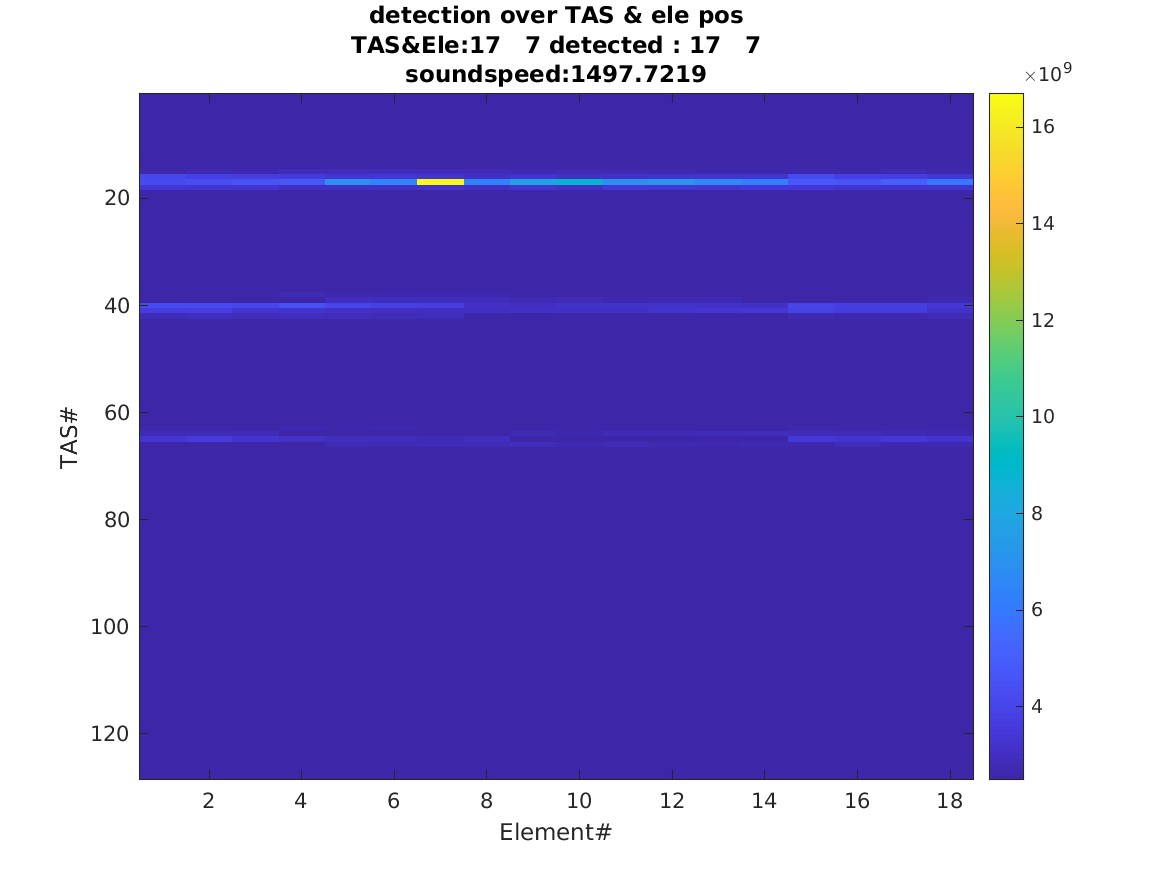 detection over TAS & ele pos
TAS&Ele:17 7 detected : 17 7
soundspeed:1497.7219
×10⁹
16
14
12
10
8
6
4
TAS#
20
40
60
80
100
120
2 4 6 8 10 12 14 16 18
Element#